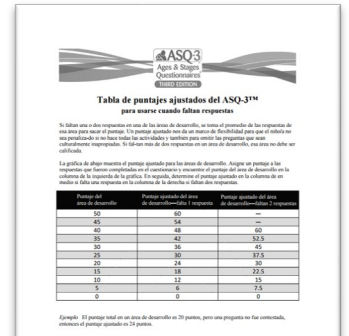 ASQ3
Ages & Stages
Questionnaires
THIRD EDITION
Tabla de puntajes ajustados del ASQ-3™
para usarse cuando faltan respuestas
Si faltan una o dos respuestas en una de las áreas de desarrollo, se toma el promedio de las respuestas de
esa área para sacar el puntaje. Un puntaje ajustado nos da un marco de flexibilidad para que el niño/a no
sea penalizado si no hace todas las actividades y también para omitir las preguntas que sean
culturalmente inapropiadas. Si faltan más de dos respuestas en un área de desarrollo, esa área no debe ser
calificada.
La gráfica de abajo muestra el puntaje ajustado para las áreas de desarrollo. Asigne un puntaje a las
respuestas que fueron completadas en el cuestionario y encuentre el puntaje del área de desarrollo en la
columna de la izquierda de la gráfica. En seguida, determine el puntaje ajustado en la columna de en
medio si falta una respuesta o en la columna de la derecha si faltan dos respuestas.
Puntaje del Puntaje ajustado del área Puntaje ajustado del área
área de desarrollo de desarrollo—falta 1 respuesta de desarrollo—faltan 2 respuestas
50 60 —
45 54 —
40 48 60
35 42 52.5
30 36 45
25 30 37.5
20 24 30
15 18 22.5
10 12 15
5 6 7.5
0 0 0
Ejemplo El puntaje total en un área de desarrollo es 20 puntos, pero una pregunta no fue contestada,
entonces el puntaje ajustado es 24 puntos.